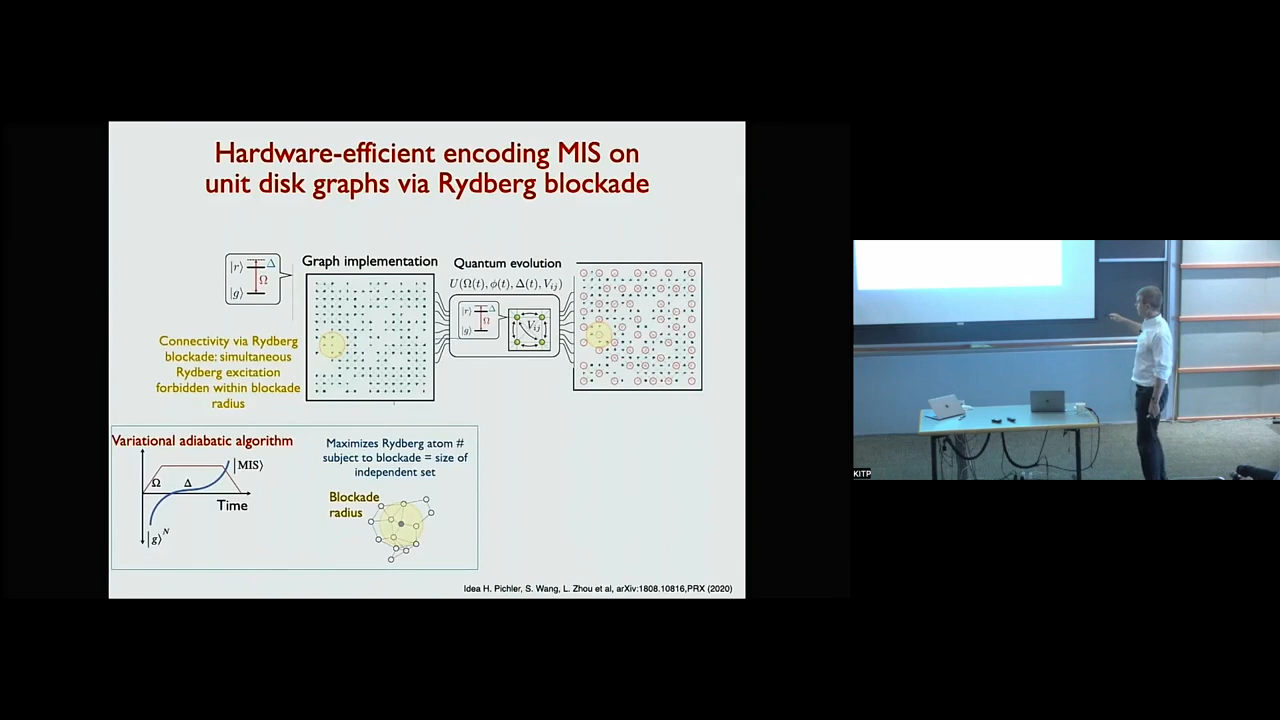 Hardware-efficient encoding MIS on
unit disk graphs via Rydberg blockade
Graph implementation
Quantum evolution
U(Ω(t), ϕ(t), Δ(t), V_ij)
|r⟩
Δ
Ω
|g⟩
|r⟩
Δ
Ω
|g⟩
V_ij
Connectivity via Rydberg
blockade: simultaneous
Rydberg excitation
forbidden within blockade
radius
Variational adiabatic algorithm
|MIS⟩
Ω
Δ
Time
|g⟩^N
Maximizes Rydberg atom #
subject to blockade = size of
independent set
Blockade
radius
Idea H. Pichler, S. Wang, L. Zhou et al, arXiv:1808.10816,PRX (2020)
KITP